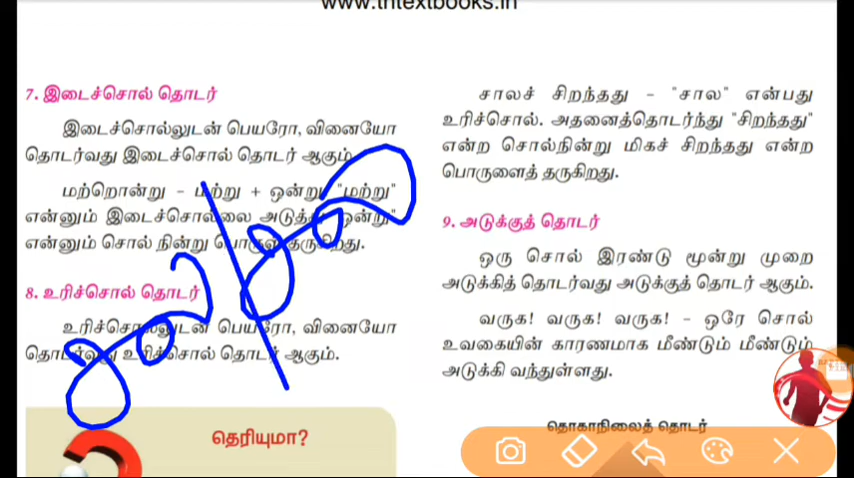 www.tntextbooks.in
7. இடைச்சொல் தொடர்
இடைச்சொல்லுடன் பெயரோ, வினையோ
தொடர்வது இடைச்சொல் தொடர் ஆகும்.
மற்றொன்று – மற்று + ஒன்று "மற்று"
என்னும் இடைச்சொல்லை அடுத்து "ஒன்று"
என்னும் சொல் நின்று பொருள் தருகிறது.
8. உரிச்சொல் தொடர்
உரிச்சொல்லுடன் பெயரோ, வினையோ
தொடர்வது உரிச்சொல் தொடர் ஆகும்.
தெரியுமா?
சாலச் சிறந்தது – "சால" என்பது
உரிச்சொல். அதனைத்தொடர்ந்து "சிறந்தது"
என்ற சொல்நின்று மிகச் சிறந்தது என்ற
பொருளைத் தருகிறது.
9. அடுக்குத் தொடர்
ஒரு சொல் இரண்டு மூன்று முறை
அடுக்கித் தொடர்வது அடுக்குத் தொடர் ஆகும்.
வருக! வருக! வருக! – ஒரே சொல்
உவகையின் காரணமாக மீண்டும் மீண்டும்
அடுக்கி வந்துள்ளது.
தொகாநிலைத் தொடர்